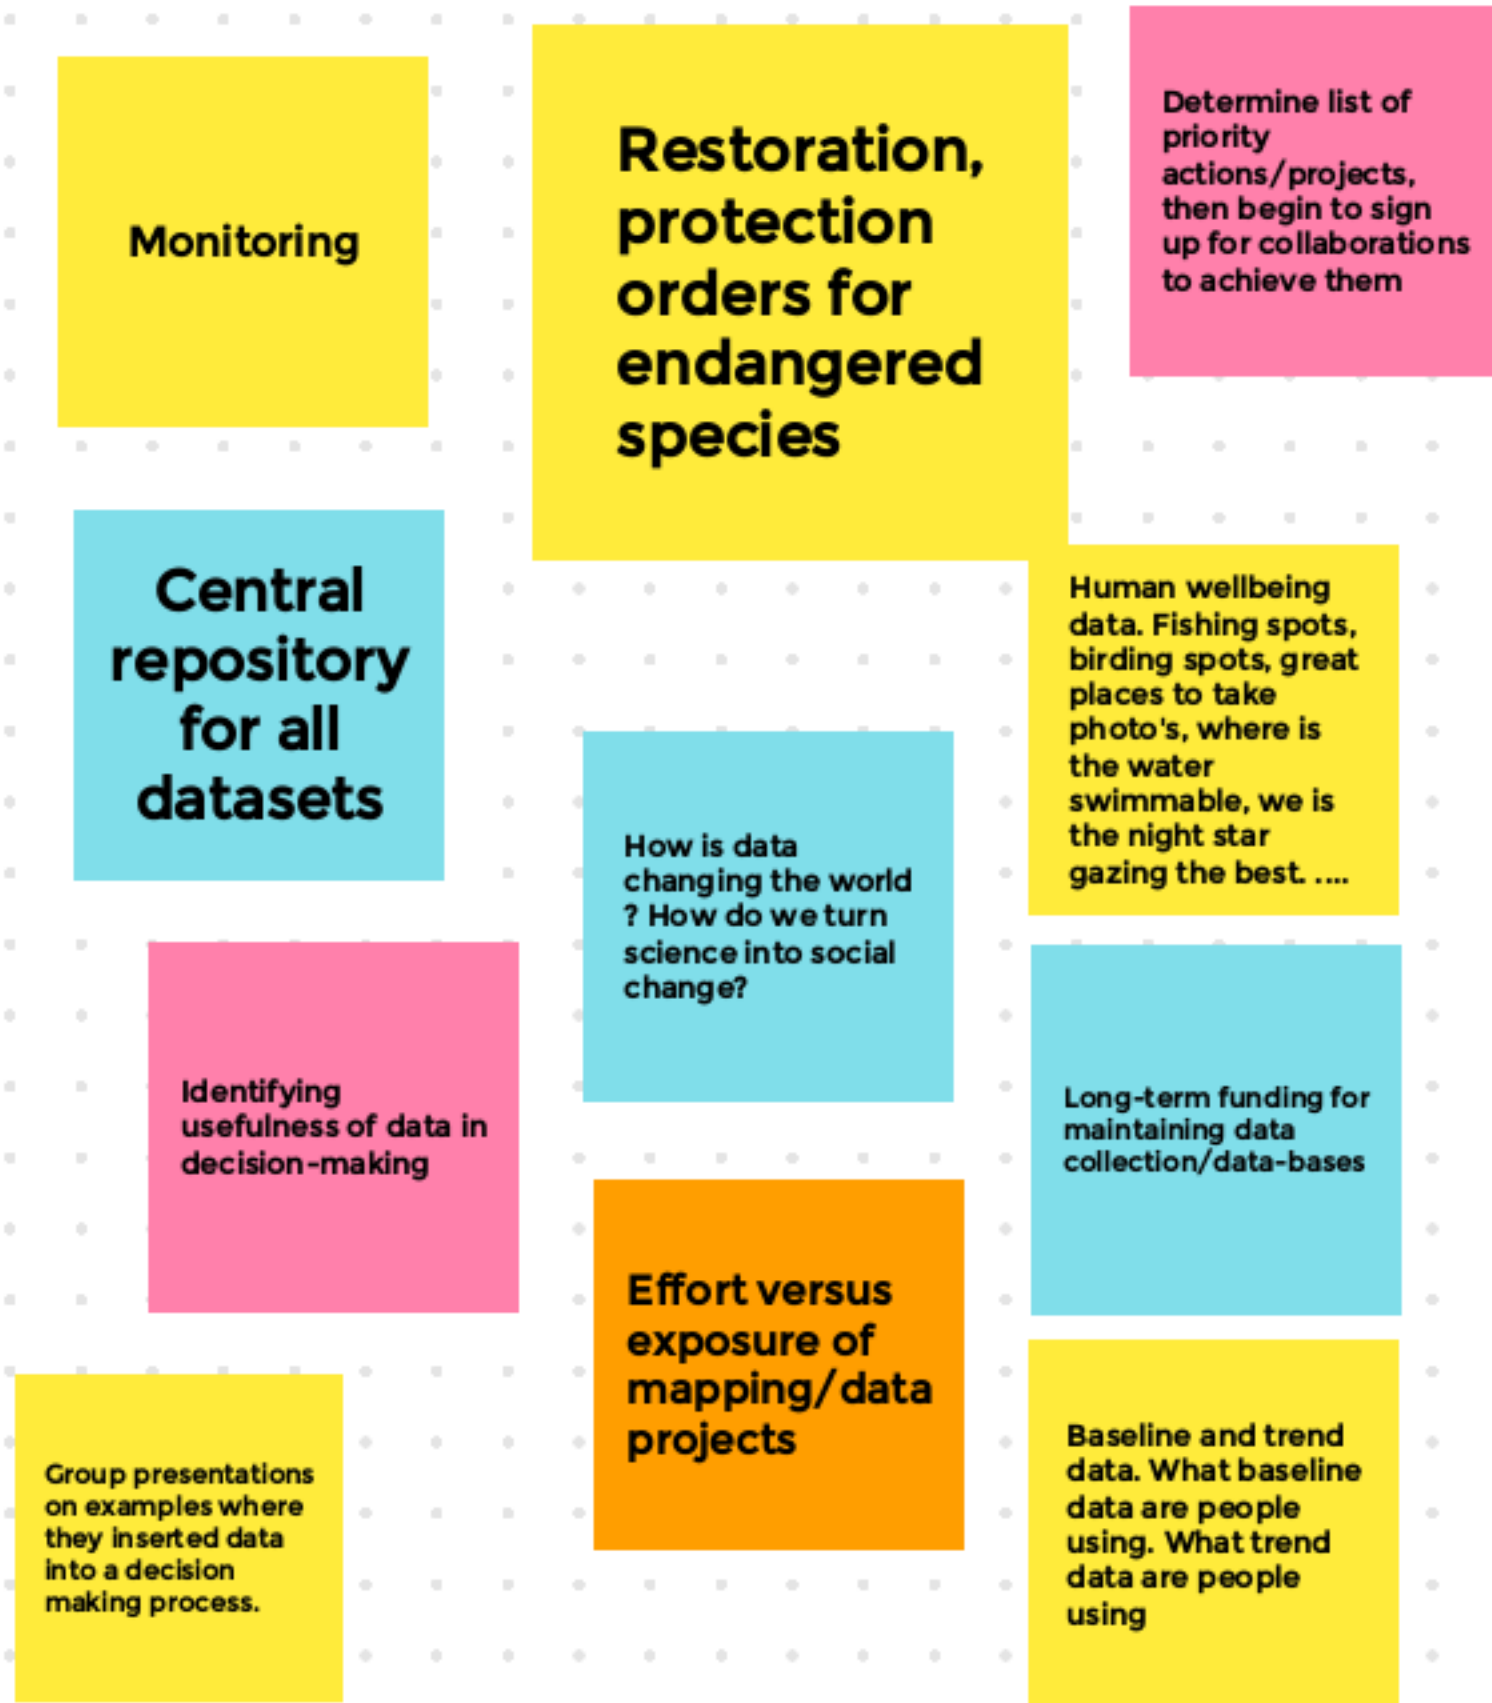 Monitoring
Restoration,
protection
orders for
endangered
species
Determine list of
priority
actions/projects,
then begin to sign
up for collaborations
to achieve them
Central
repository
for all
datasets
Human wellbeing
data. Fishing spots,
birding spots, great
places to take
photo's, where is
the water
swimmable, we is
the night star
gazing the best. ....
How is data
changing the world
? How do we turn
science into social
change?
Identifying
usefulness of data in
decision-making
Long-term funding for
maintaining data
collection/data-bases
Effort versus
exposure of
mapping/data
projects
Group presentations
on examples where
they inserted data
into a decision
making process.
Baseline and trend
data. What baseline
data are people
using. What trend
data are people
using